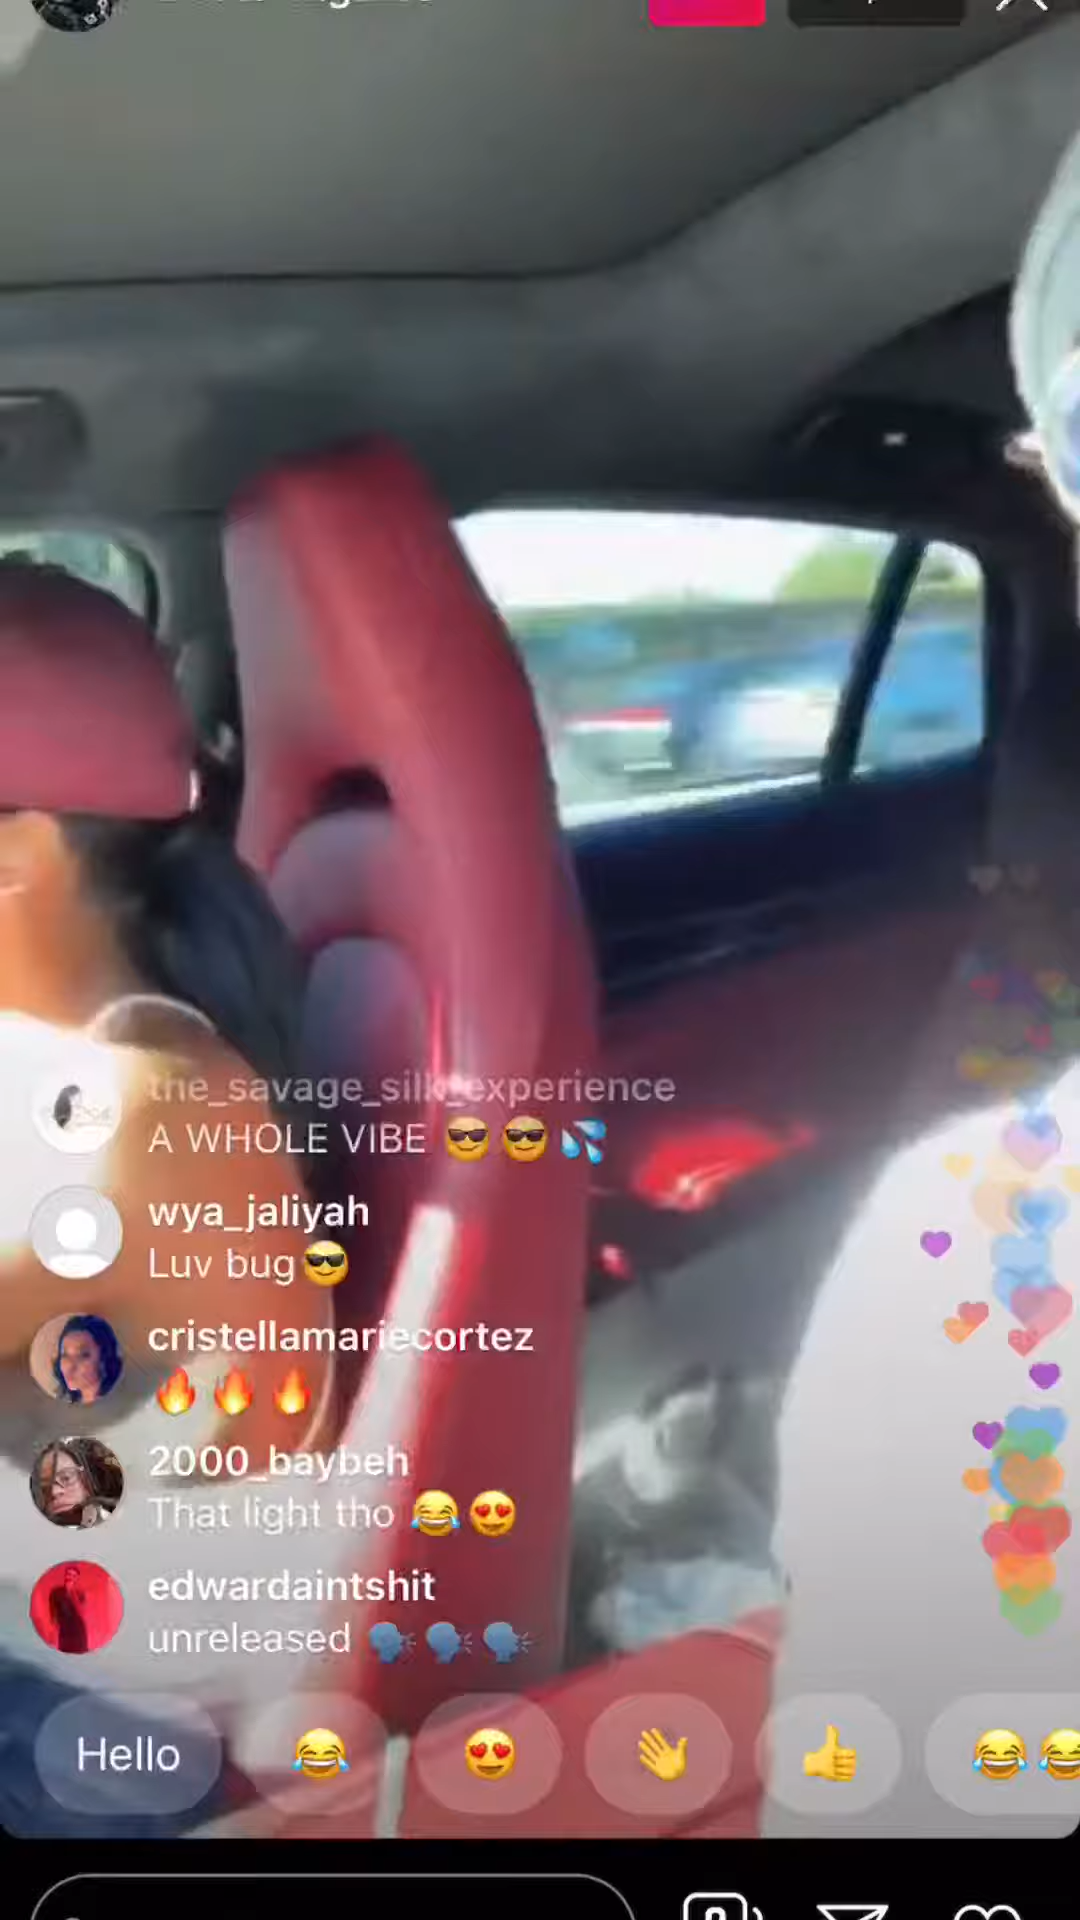 the_savage_silk_experience
A WHOLE VIBE 😎 😎 💦
wya_jaliyah
Luv bug😎
cristellamariecortez
🔥 🔥 🔥
2000_baybeh
That light tho 😂 😍
edwardaintshit
unreleased 🗣 🗣 🗣
Hello 😂 😍 👋 👍 😂 😂